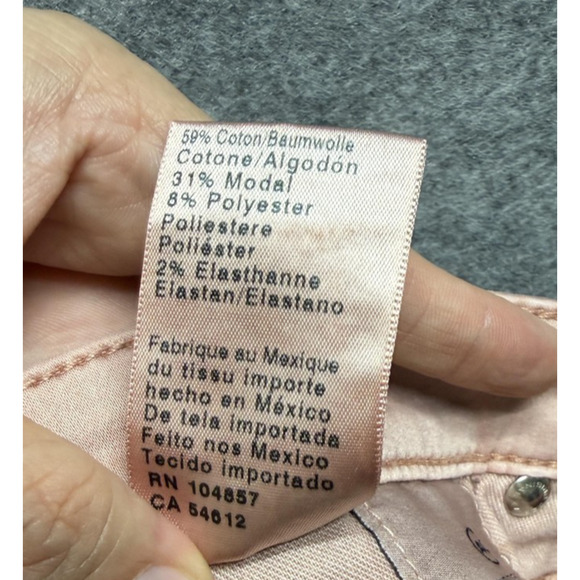 59% Coton/Baumwolle
Cotone/Algodón
31% Modal
8% Polyester
Poliestere
Poliéster
2% Elasthanne
Elastan/Elastano
Fabrique au Mexique
du tissu importe
hecho en México
De tela importada
Feito nos Mexico
Tecido importado
RN 104857
CA 54612